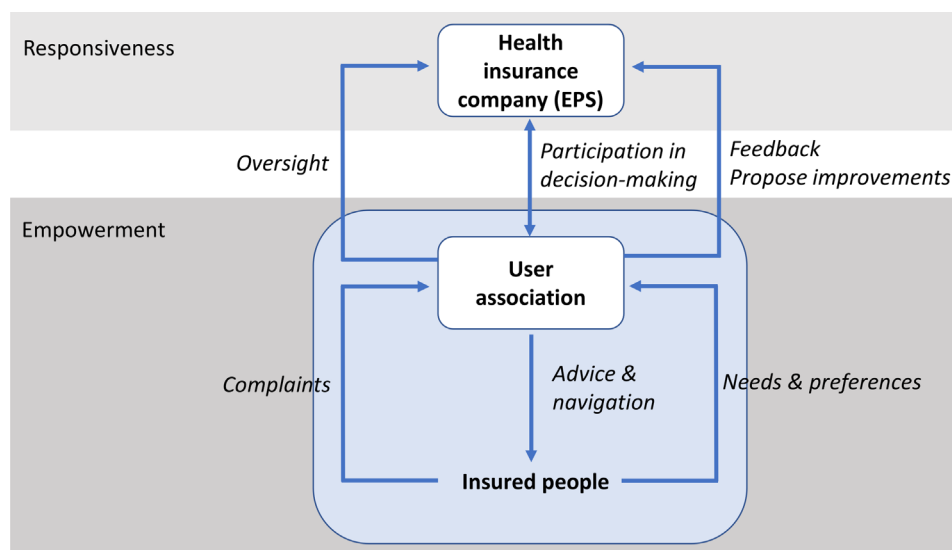 Responsiveness
Health
insurance
company (EPS)
Oversight
Participation in
decision-making
Feedback
Propose improvements
Empowerment
User
association
Complaints
Advice &
navigation
Needs & preferences
Insured people